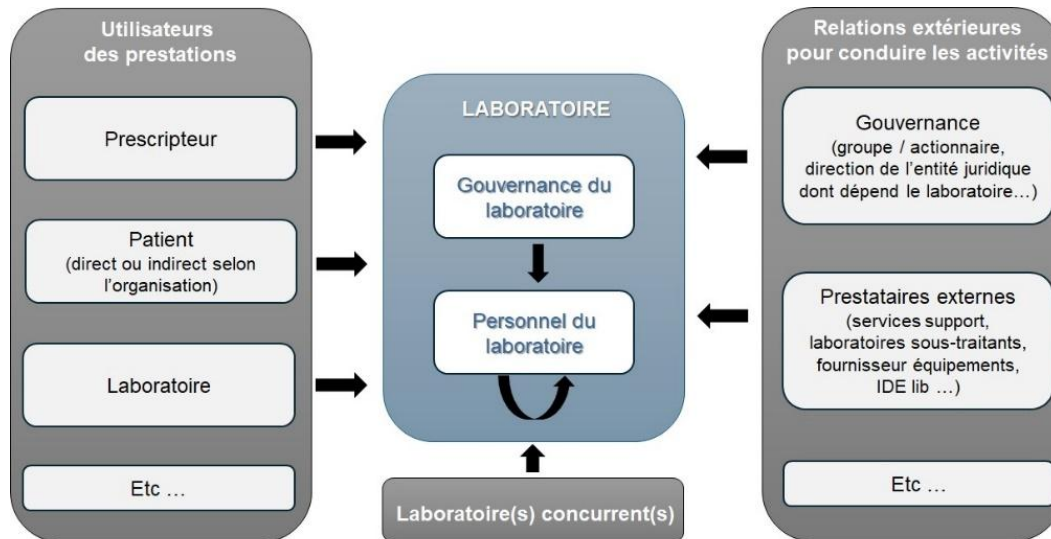 Utilisateurs
des prestations
Prescripteur
Patient
(direct ou indirect selon
l'organisation)
Laboratoire
Etc ...
LABORATOIRE
Gouvernance du
laboratoire
Personnel du
laboratoire
Laboratoire(s) concurrent(s)
Relations extérieures
pour conduire les activités
Gouvernance
(groupe / actionnaire,
direction de l'entité juridique
dont dépend le laboratoire...)
Prestataires externes
(services support,
laboratoires sous-traitants,
fournisseur équipements,
IDE lib ...)
Etc ...